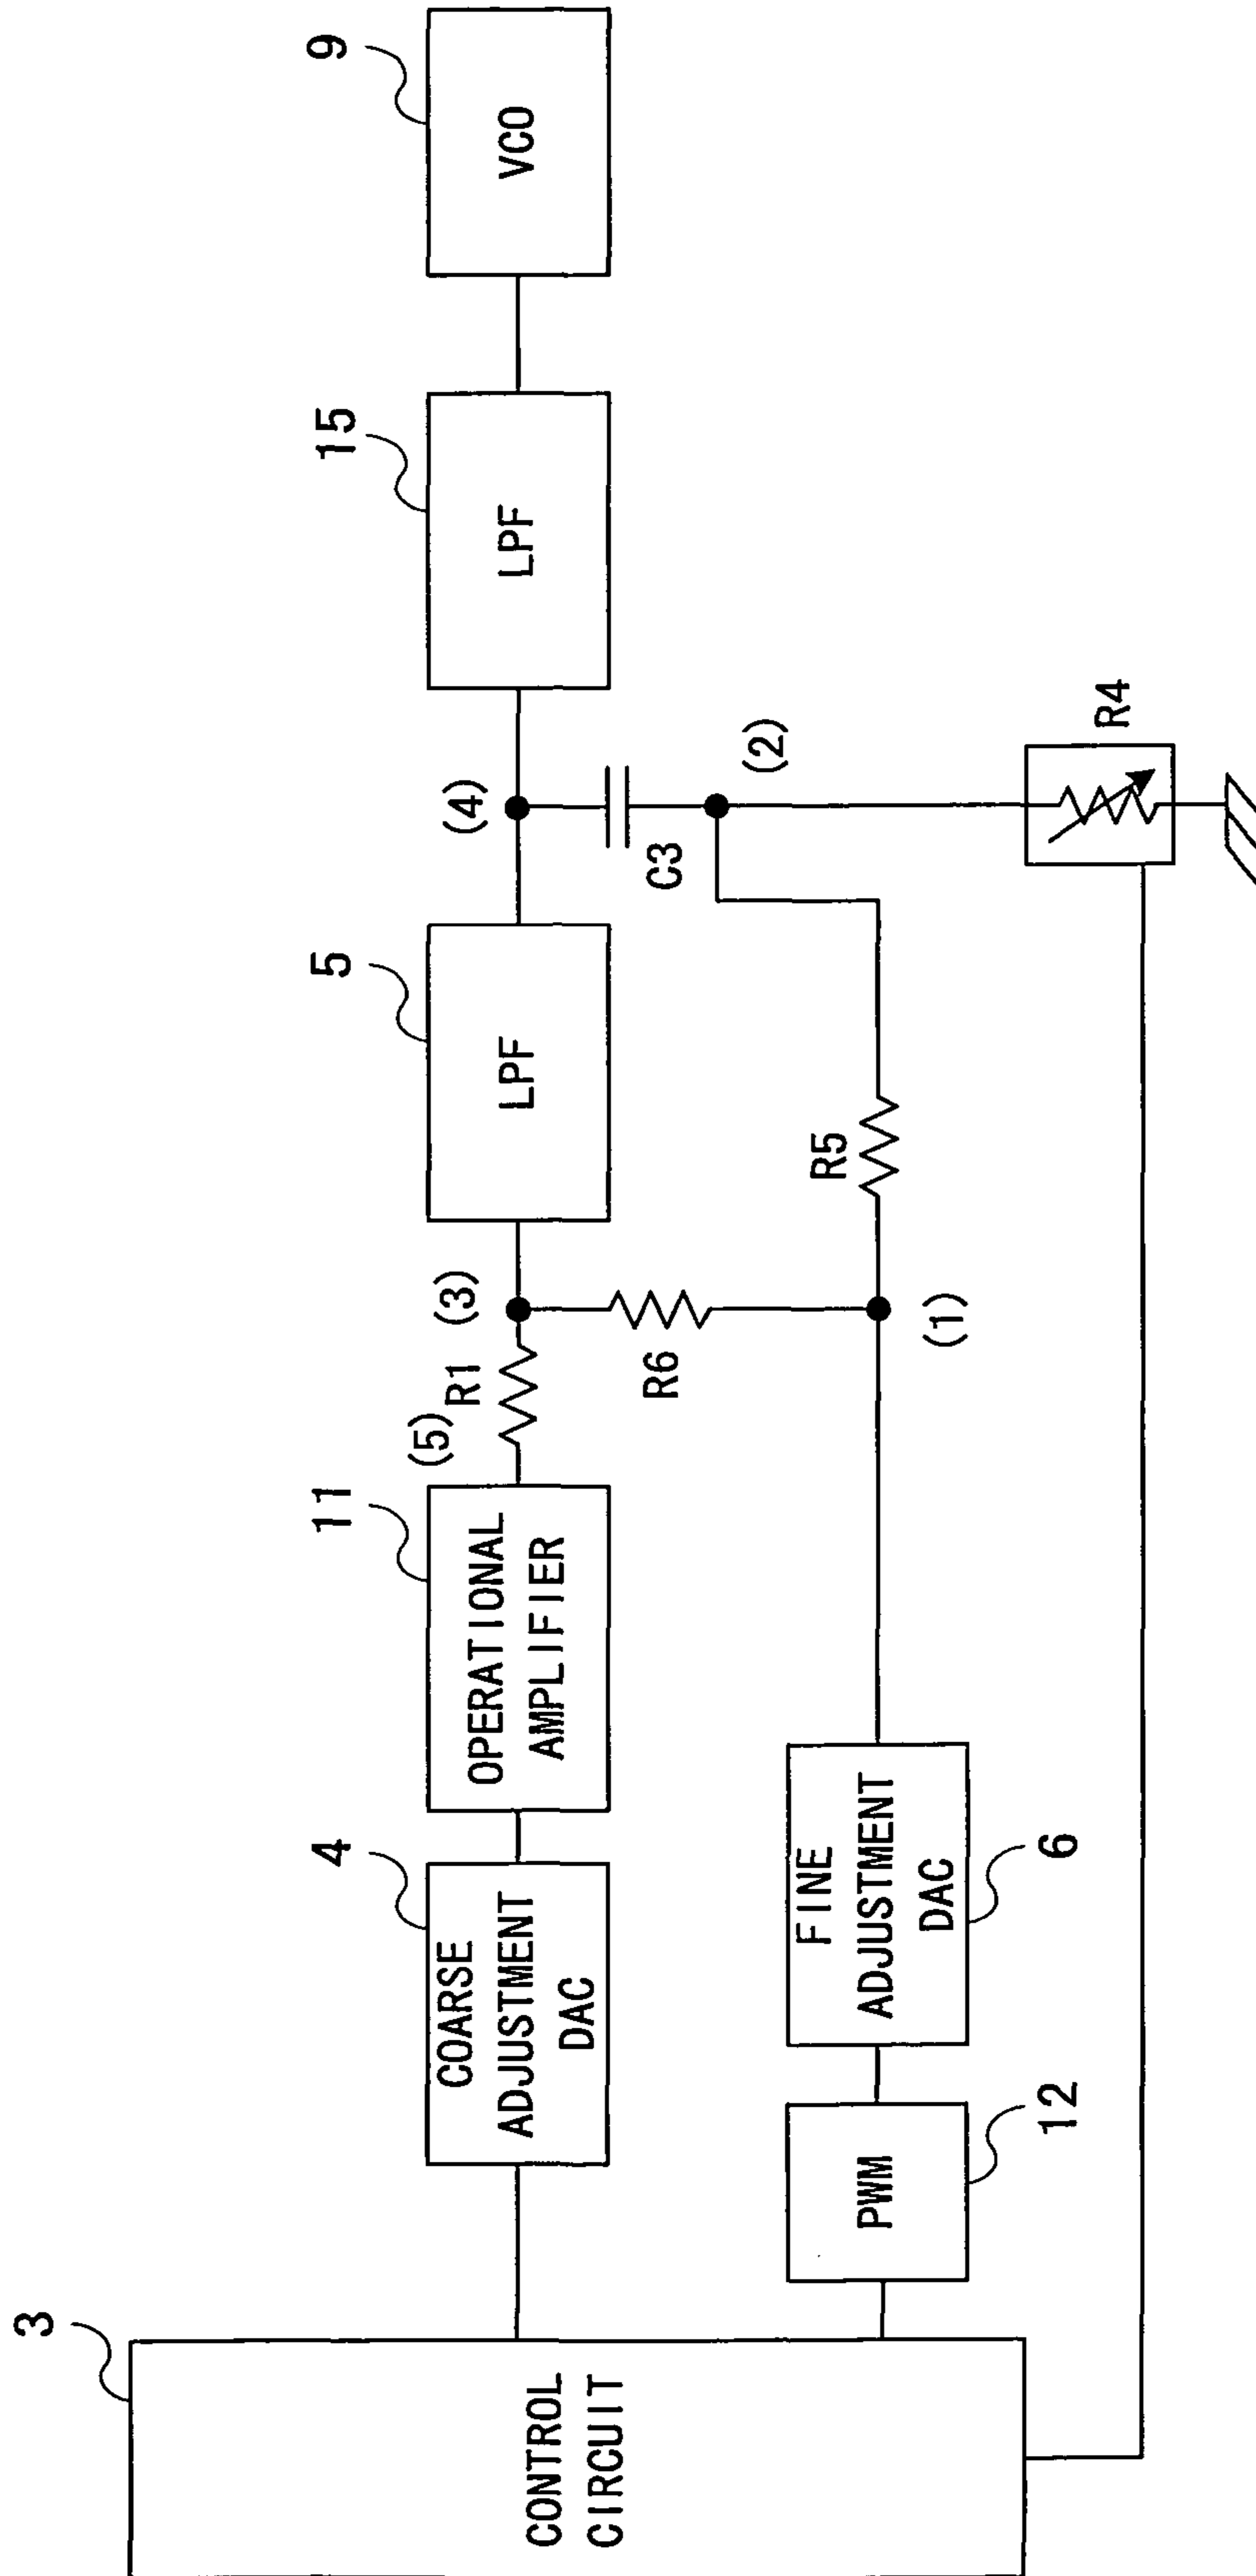 3
CONTROL
CIRCUIT
4
COARSE
ADJUSTMENT
DAC
11
OPERATIONAL
AMPLIFIER
(5)
R1
(3)
5
LPF
(4)
15
LPF
9
VCO
C3
(2)
R6
R5
(1)
PWM
12
FINE
ADJUSTMENT
DAC
6
R4